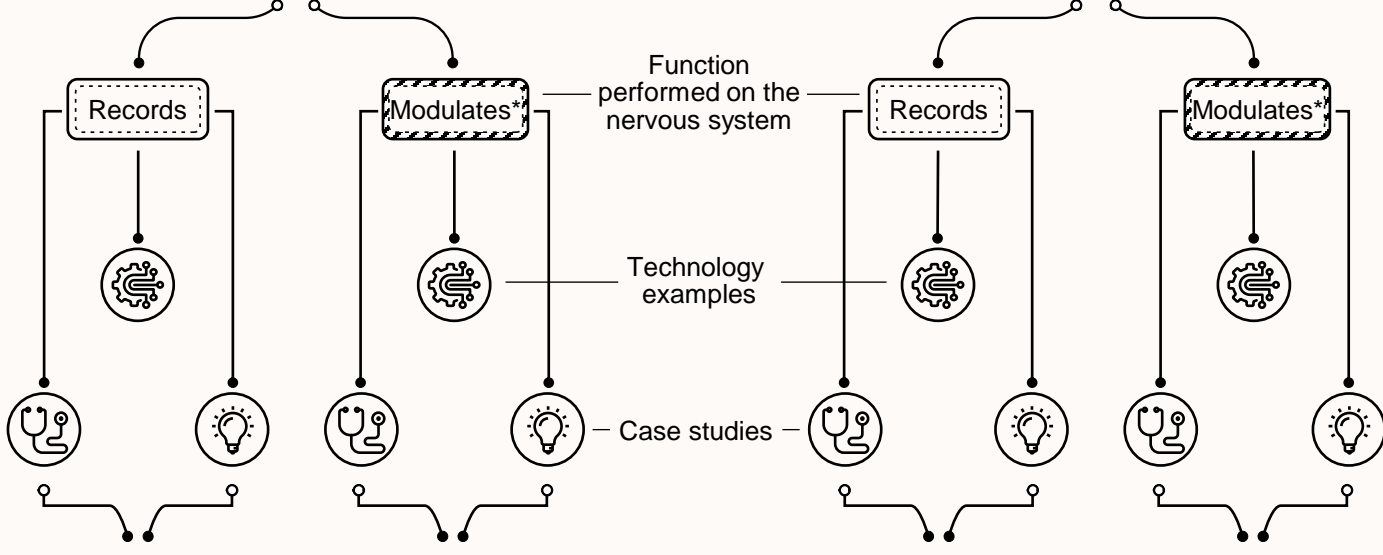 Function
performed on the
nervous system
Records
Modulates*
Records
Modulates*
Technology
examples
Case studies